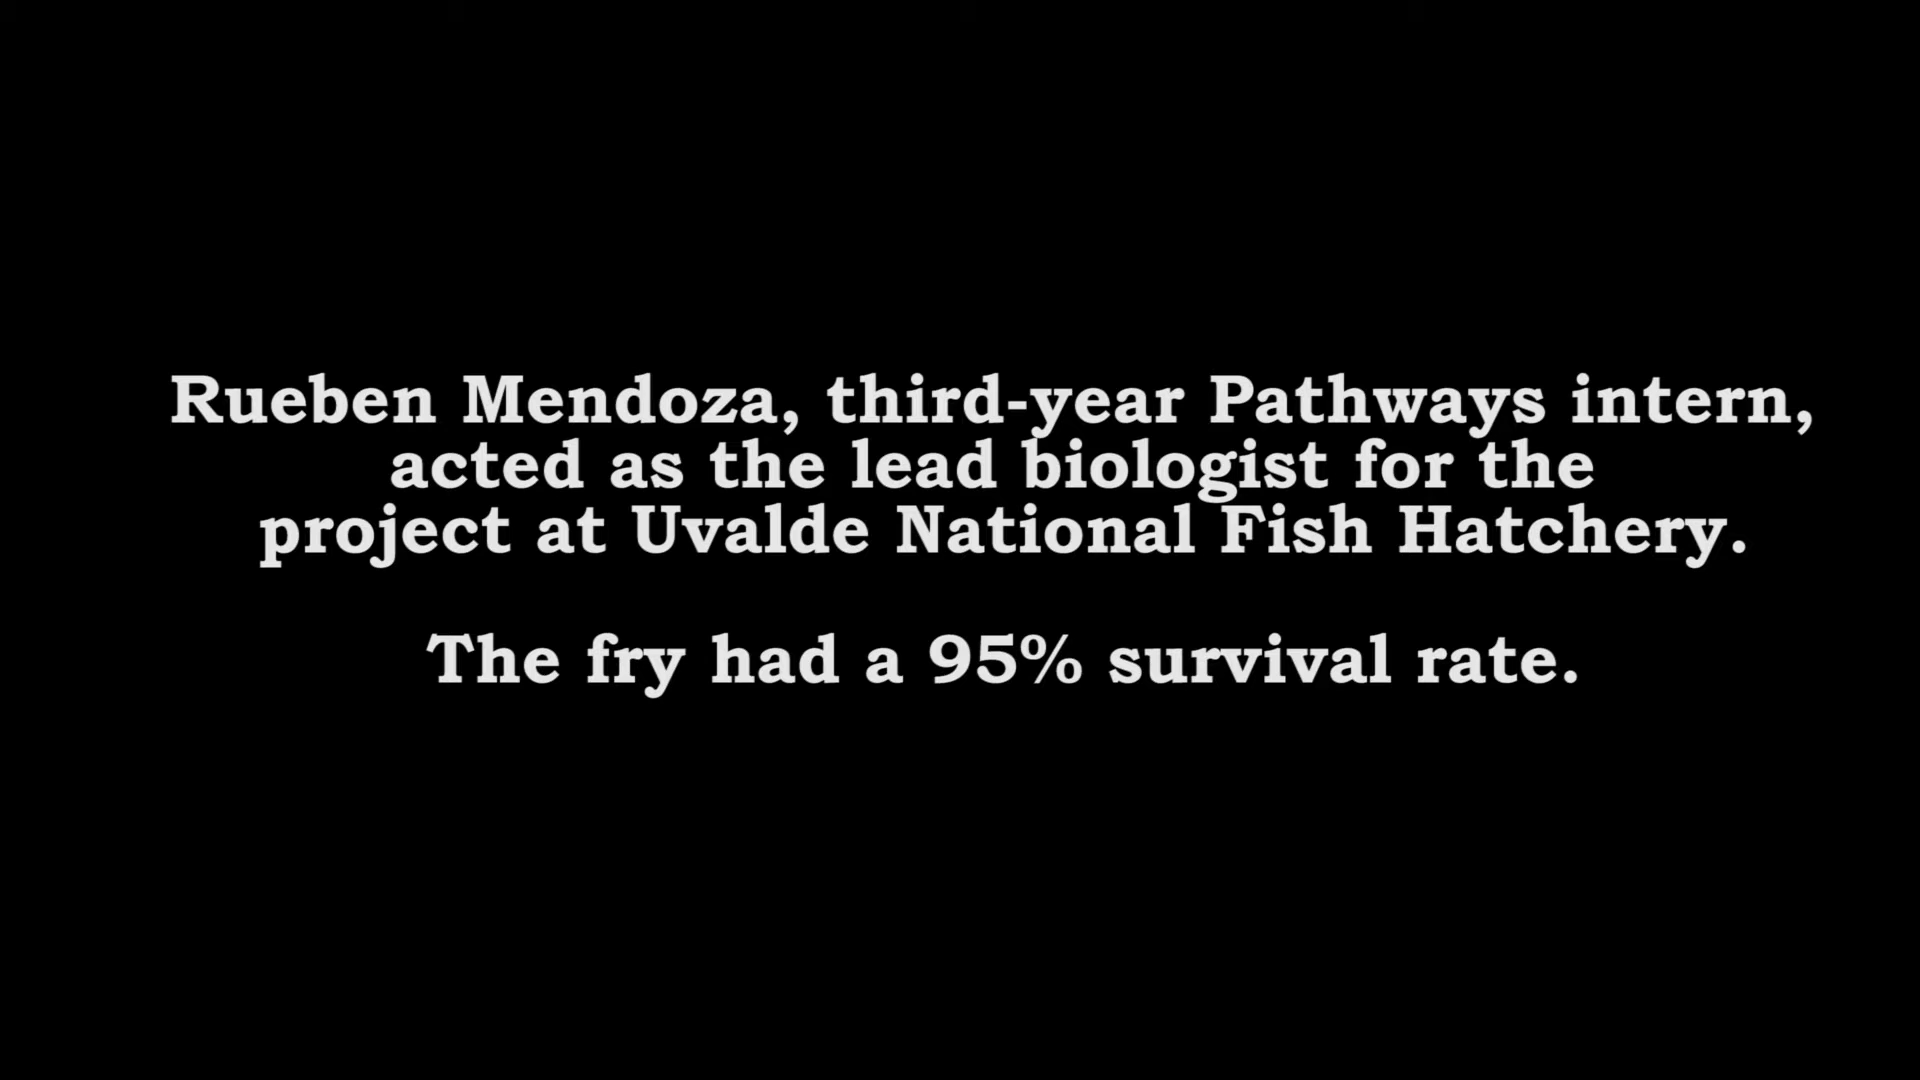 Rueben Mendoza, third-year Pathways intern,
acted as the lead biologist for the
project at Uvalde National Fish Hatchery.
The fry had a 95% survival rate.